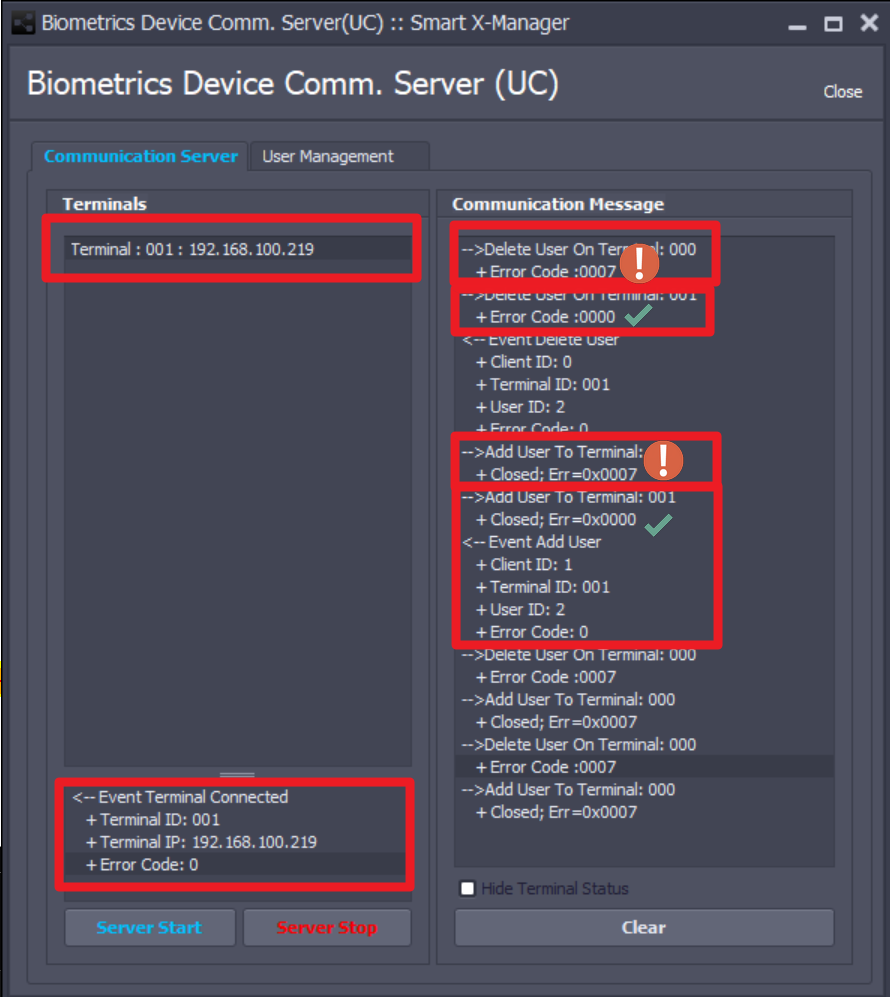 Biometrics Device Comm. Server(UC) :: Smart X-Manager
Biometrics Device Comm. Server (UC)
Close
Communication Server
User Management
Terminals
Terminal : 001 : 192.168.100.219
<-- Event Terminal Connected
+ Terminal ID: 001
+ Terminal IP: 192.168.100.219
+ Error Code: 0
Server Start
Server Stop
Communication Message
-->Delete User On Terminal: 000
+ Error Code :0007
-->Delete User On Terminal: 001
+ Error Code :0000
<-- Event Delete User
+ Client ID: 0
+ Terminal ID: 001
+ User ID: 2
+ Error Code: 0
-->Add User To Terminal:
+ Closed; Err=0x0007
-->Add User To Terminal: 001
+ Closed; Err=0x0000
<-- Event Add User
+ Client ID: 1
+ Terminal ID: 001
+ User ID: 2
+ Error Code: 0
-->Delete User On Terminal: 000
+ Error Code :0007
-->Add User To Terminal: 000
+ Closed; Err=0x0007
-->Delete User On Terminal: 000
+ Error Code :0007
-->Add User To Terminal: 000
+ Closed; Err=0x0007
Hide Terminal Status
Clear